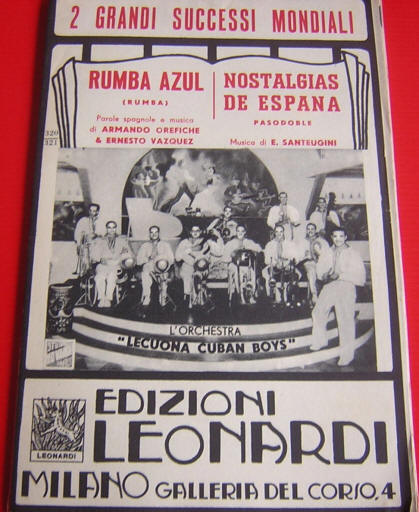 2 GRANDI SUCCESSI MONDIALI
RUMBA AZUL
(RUMBA)
Parole spagnole e musica
di ARMANDO OREFICHE
& ERNESTO VAZQUEZ
NOSTALGIAS
DE ESPANA
PASODOBLE
Musica di E. SANTEUGINI
320
321
L'ORCHESTRA
"LECUONA CUBAN BOYS"
LEONARDI
EDIZIONI
LEONARDI
MILANO GALLERIA DEL CORSO, 4